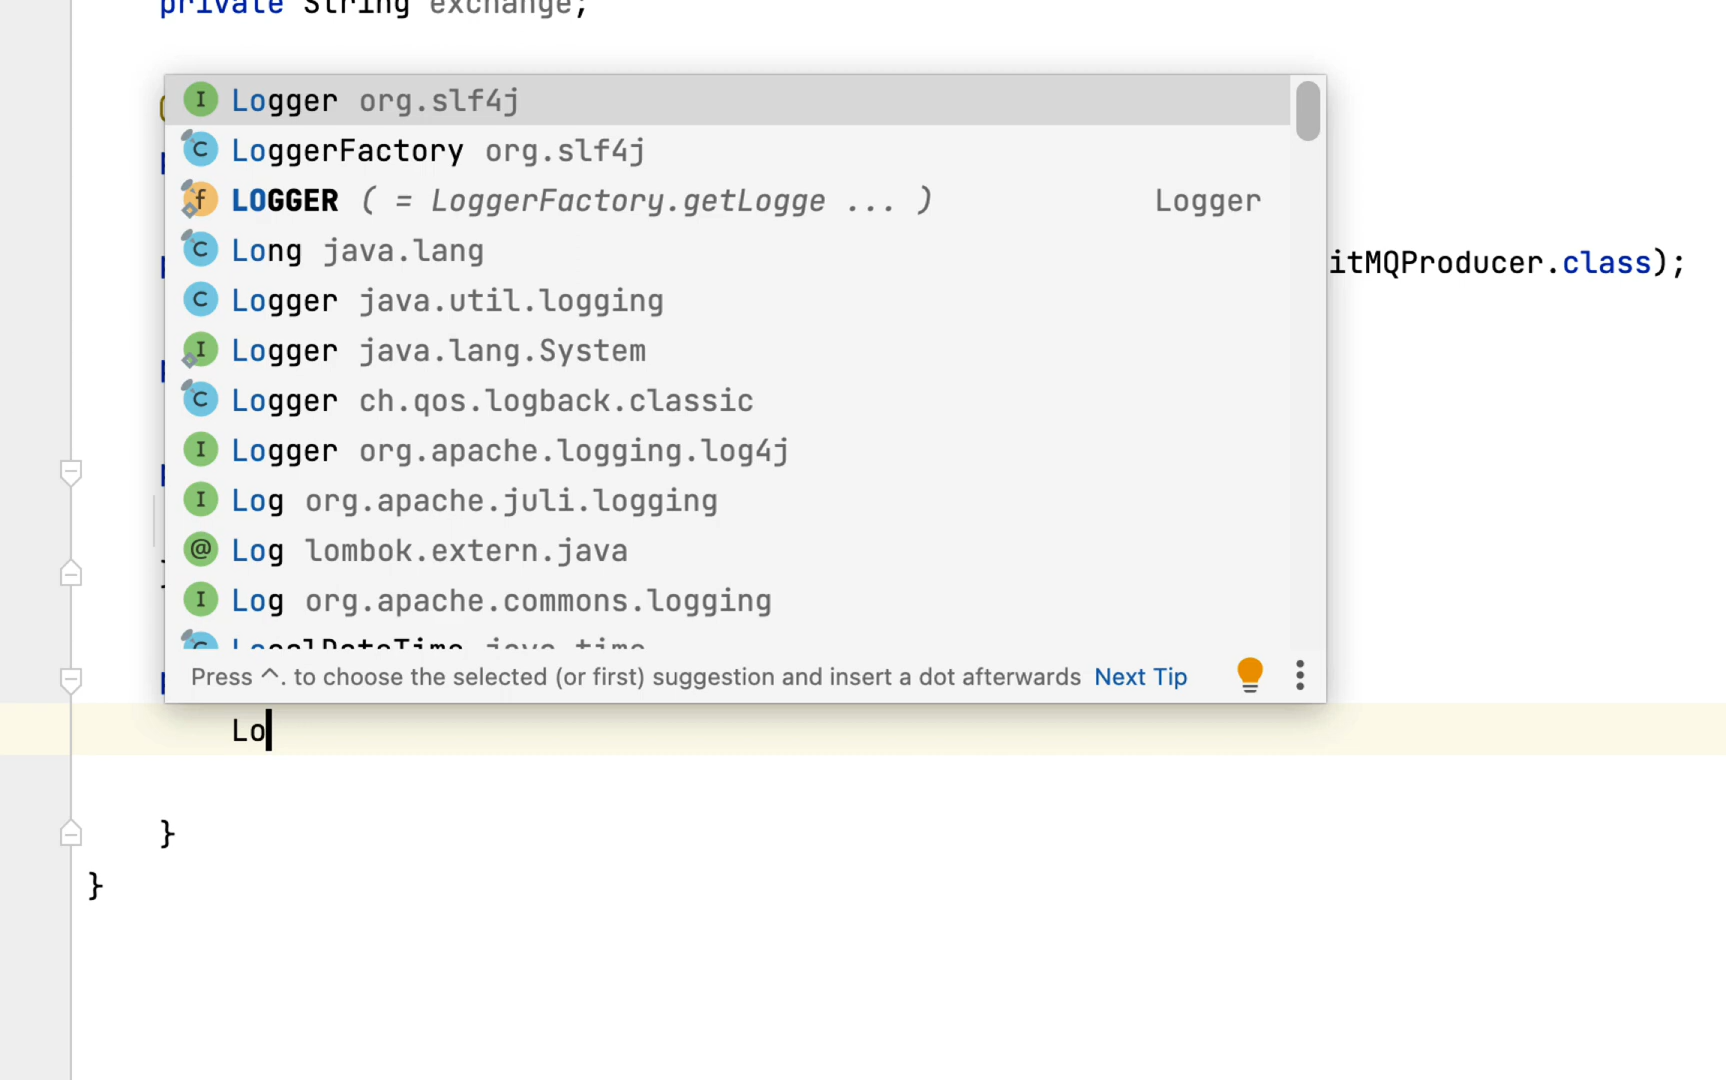 private String exchange;
Logger org.slf4j
LoggerFactory org.slf4j
LOGGER ( = LoggerFactory.getLogge ... ) Logger
Long java.lang
itMQProducer.class);
Logger java.util.logging
Logger java.lang.System
Logger ch.qos.logback.classic
Logger org.apache.logging.log4j
Log org.apache.juli.logging
Log lombok.extern.java
Log org.apache.commons.logging
LocalDateTime java.time
Press ^. to choose the selected (or first) suggestion and insert a dot afterwards Next Tip
Lo
}
}